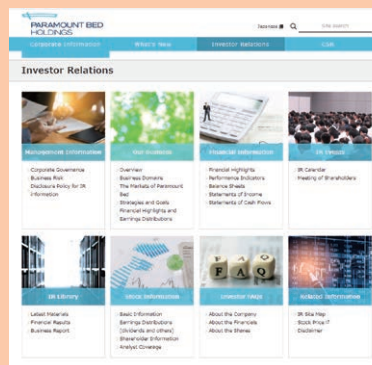 PARAMOUNT BED
HOLDINGS
Japanese
SITE SEARCH
Corporate Information
What's New
Investor Relations
CSR
Investor Relations
Management Information
Our Business
Financial Information
IR Events
Corporate Governance
Business Risk
Disclosure Policy for IR
Information
Overview
Business Domains
The Markets of Paramount
Bed
Strategies and Goals
Financial Highlights and
Earnings Distributions
Financial Highlights
Performance Indicators
Balance Sheets
Statements of Income
Statements of Cash Flows
IR Calendar
Meeting of Shareholders
F A Q
FAQ
IR Library
Stock Information
Investor FAQs
Related Information
Latest Materials
Financial Results
Business Report
Basic Information
Earnings Distributions
(Dividends and others)
Shareholder Information
Analyst Coverage
About the Company
About the Financials
About the Shares
IR Site Map
Stock Price
Disclaimer